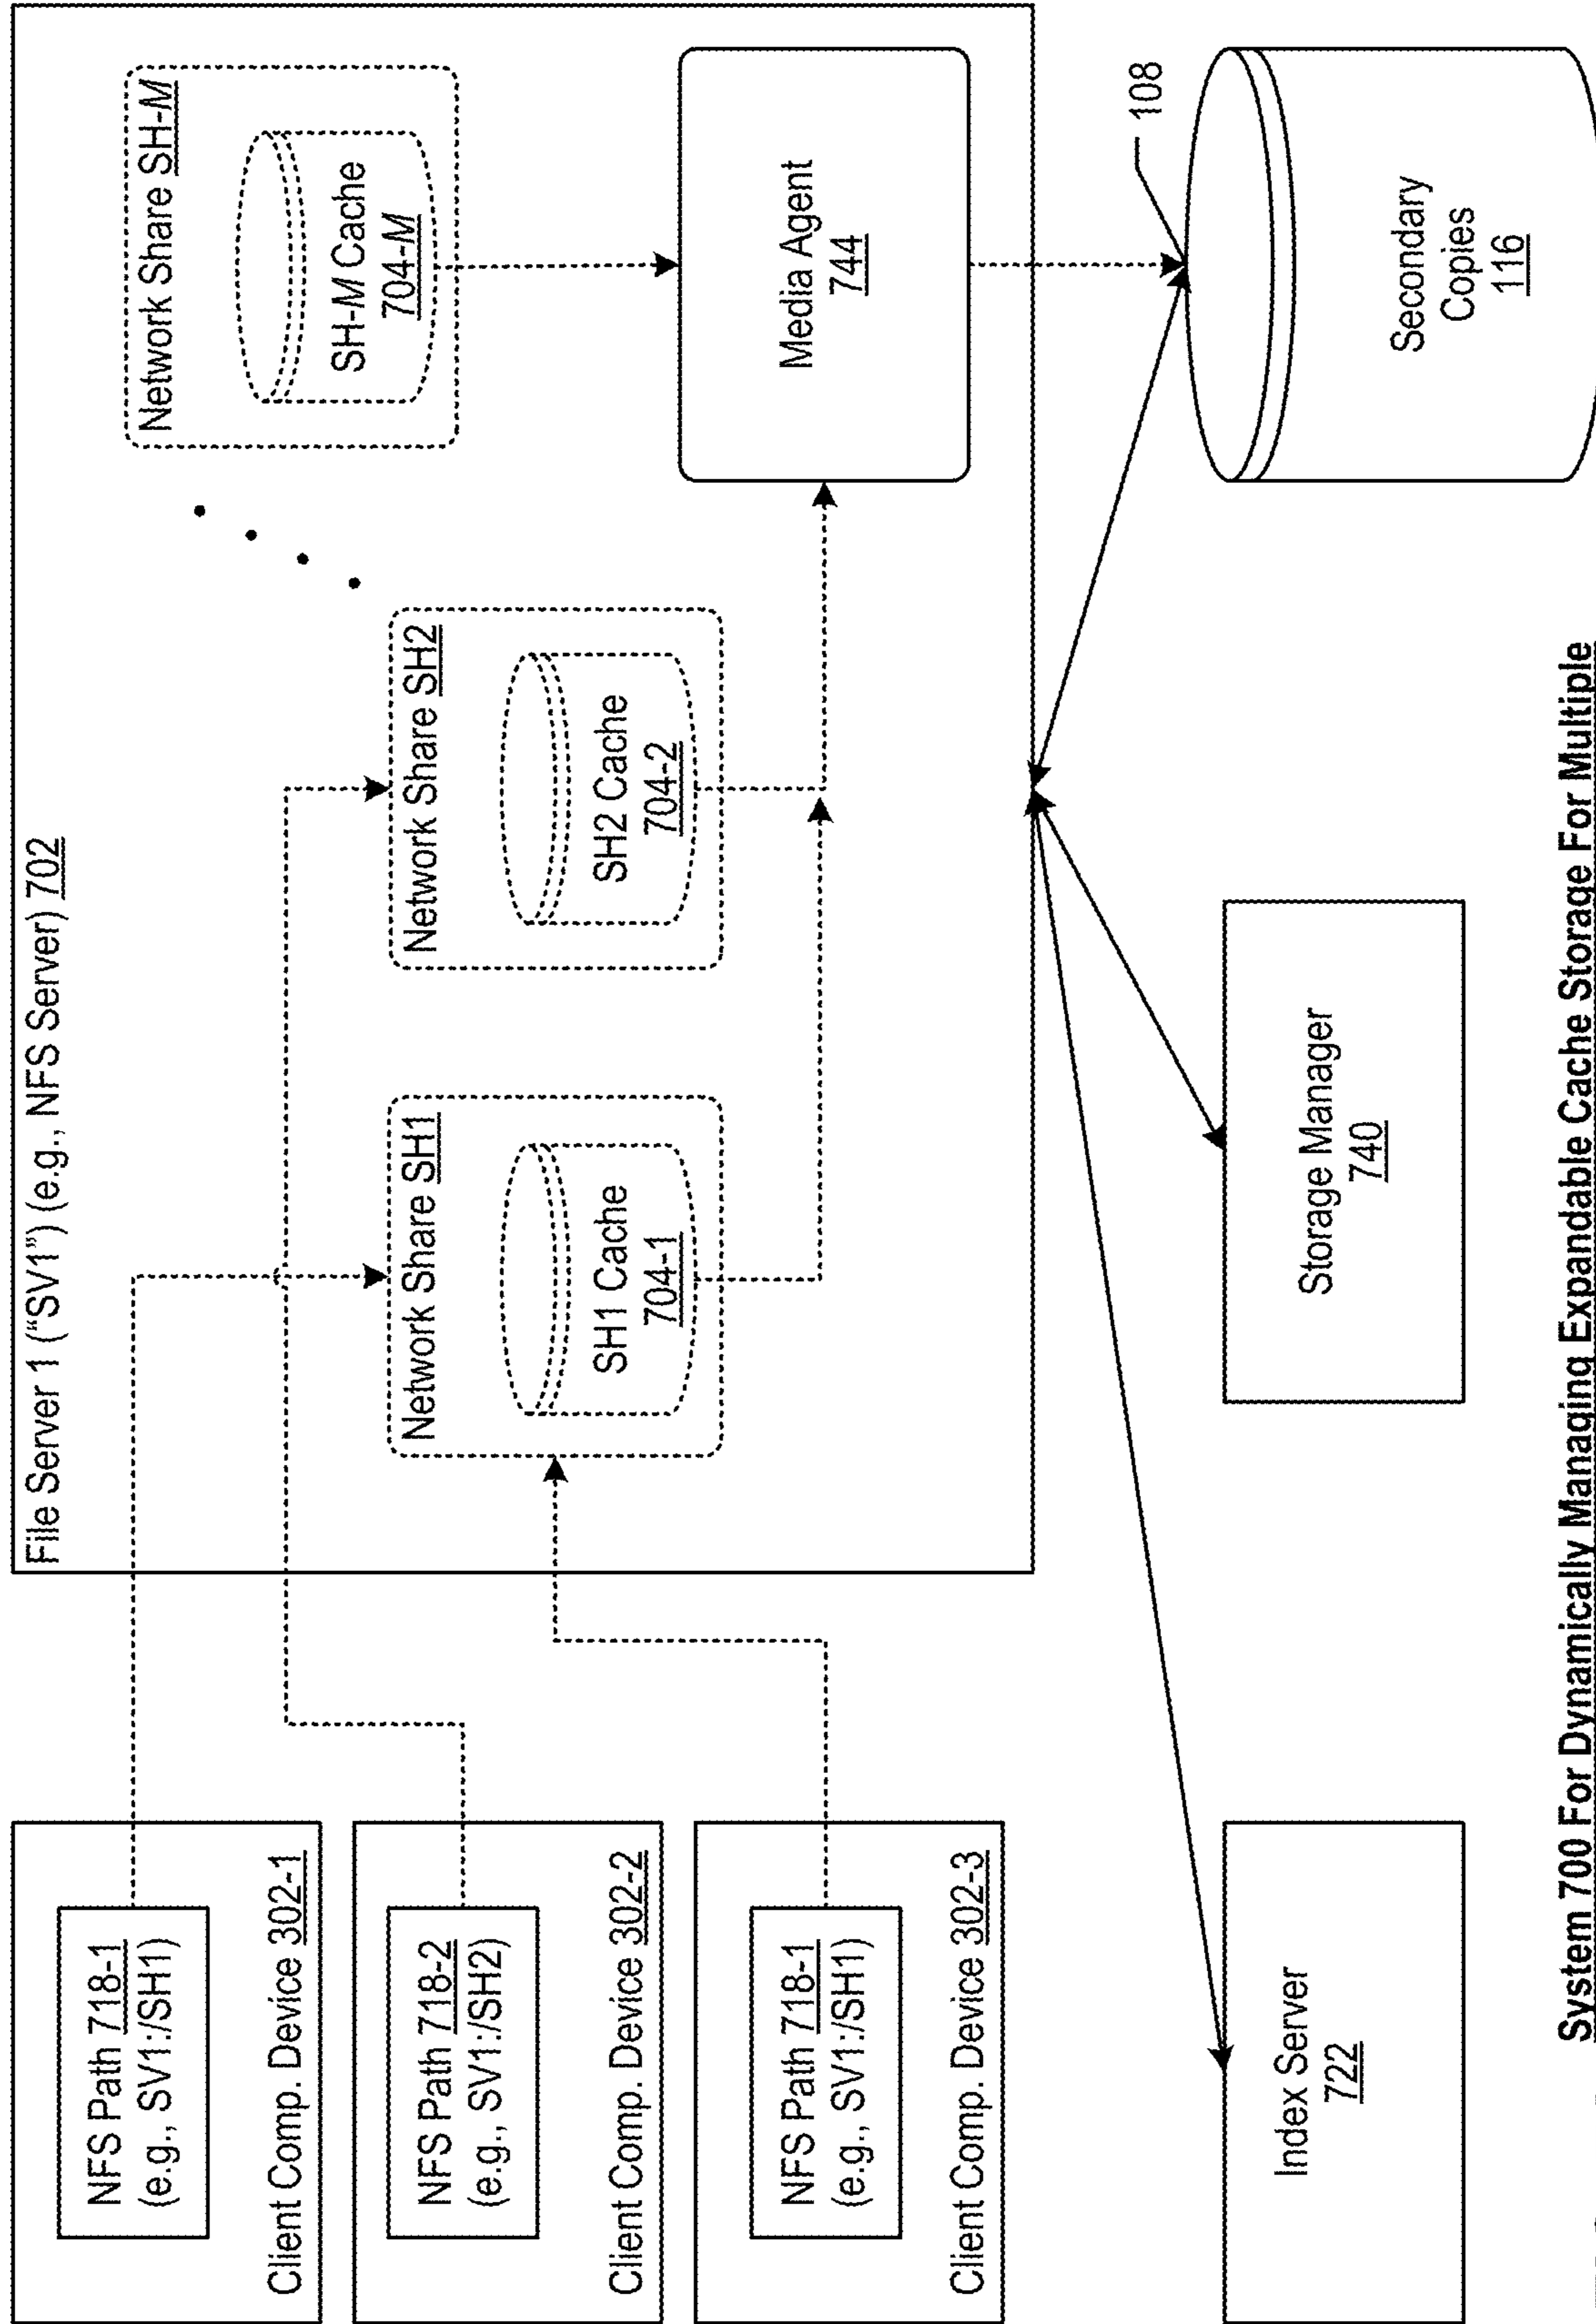 File Server 1 ("SV1") (e.g., NFS Server) 702
NFS Path 718-1
(e.g., SV1:/SH1)
Client Comp. Device 302-1
NFS Path 718-2
(e.g., SV1:/SH2)
Client Comp. Device 302-2
NFS Path 718-1
(e.g., SV1:/SH1)
Client Comp. Device 302-3
Network Share SH1
SH1 Cache
704-1
Network Share SH2
SH2 Cache
704-2
Network Share SH-M
SH-M Cache
704-M
Media Agent
744
108
Index Server
722
Storage Manager
740
Secondary
Copies
116
System 700 For Dynamically Managing Expandable Cache Storage For Multiple